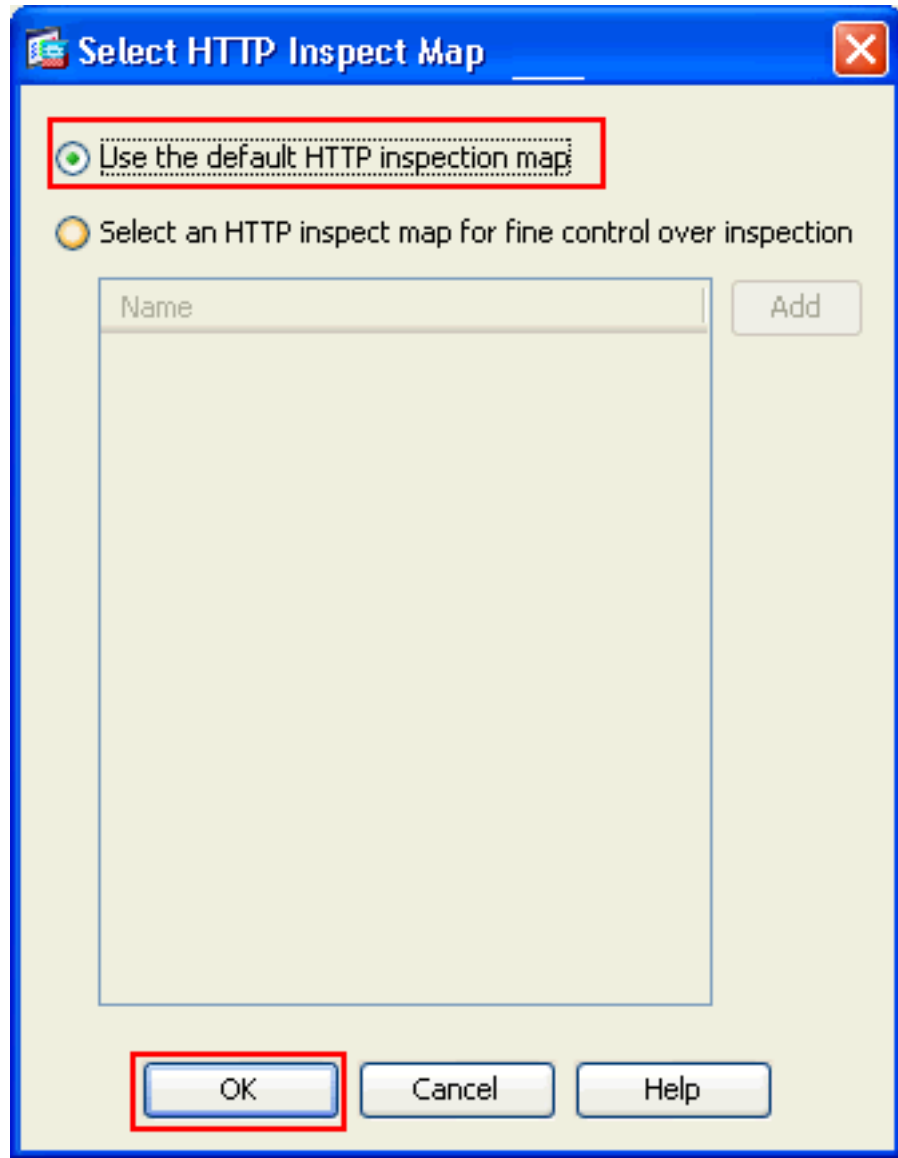 Select HTTP Inspect Map
Use the default HTTP inspection map
Select an HTTP inspect map for fine control over inspection
Name
Add
OK
Cancel
Help